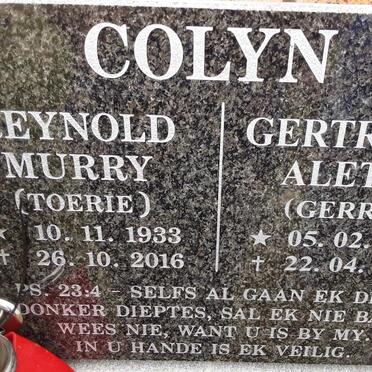 COLYN
EYNOLD
MURRY
(TOERIE)
★ 10. 11. 1933
✝ 26. 10. 2016
GERTR
ALET
(GERR
★ 05. 02.
✝ 22. 04.
PS. 23:4 - SELFS AL GAAN EK D
DONKER DIEPTES, SAL EK NIE BA
WEES NIE, WANT U IS BY MY.
IN U HANDE IS EK VEILIG.